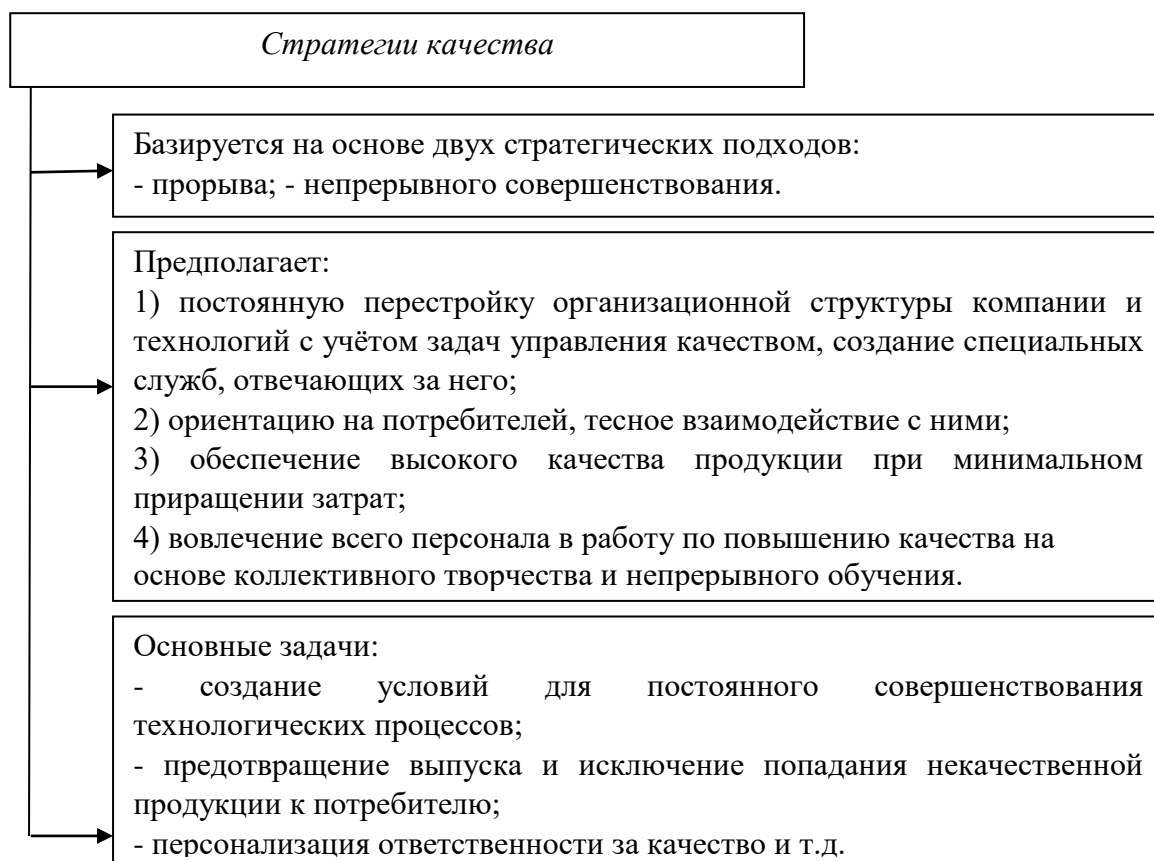 Стратегии качества
Базируется на основе двух стратегических подходов:
- прорыва; - непрерывного совершенствования.
Предполагает:
1) постоянную перестройку организационной структуры компании и
технологий с учётом задач управления качеством, создание специальных
служб, отвечающих за него;
2) ориентацию на потребителей, тесное взаимодействие с ними;
3) обеспечение высокого качества продукции при минимальном
приращении затрат;
4) вовлечение всего персонала в работу по повышению качества на
основе коллективного творчества и непрерывного обучения.
Основные задачи:
- создание условий для постоянного совершенствования
технологических процессов;
- предотвращение выпуска и исключение попадания некачественной
продукции к потребителю;
- персонализация ответственности за качество и т.д.